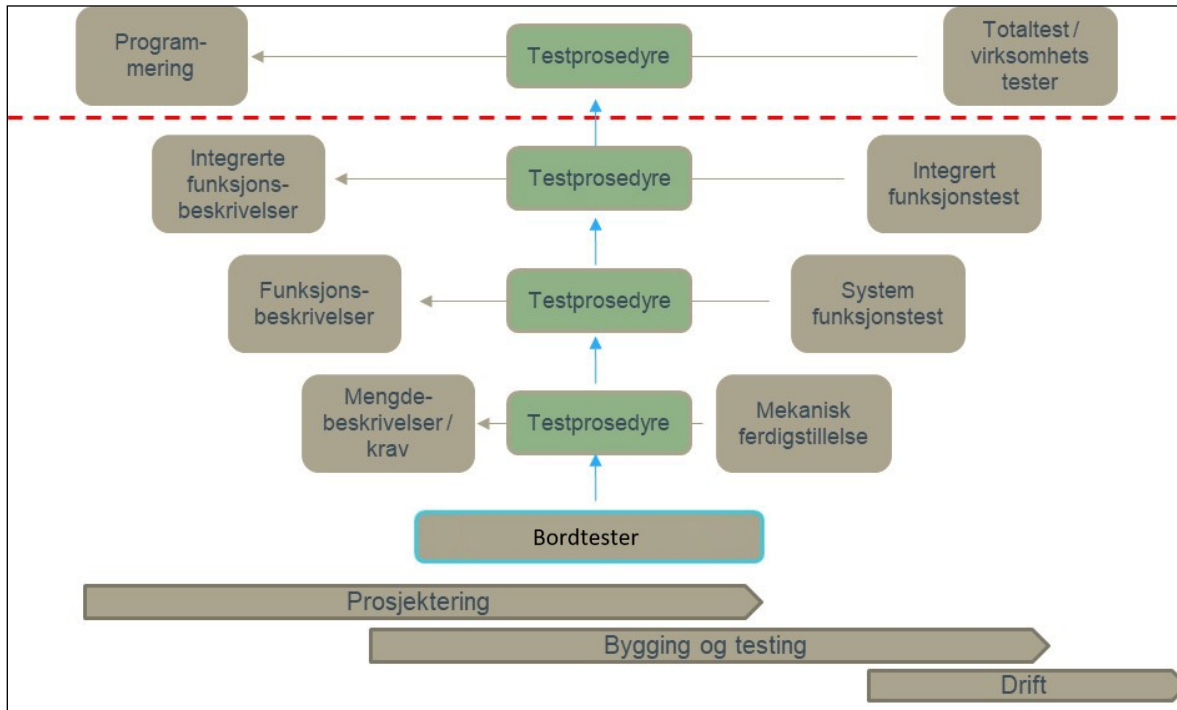 Program-
mering
Testprosedyre
Totaltest /
virksomhets
tester
Integrerte
funksjons-
beskrivelser
Testprosedyre
Integrert
funksjonstest
Funksjons-
beskrivelser
Testprosedyre
System
funksjonstest
Mengde-
beskrivelser /
krav
Testprosedyre
Mekanisk
ferdigstillelse
Bordtester
Prosjektering
Bygging og testing
Drift